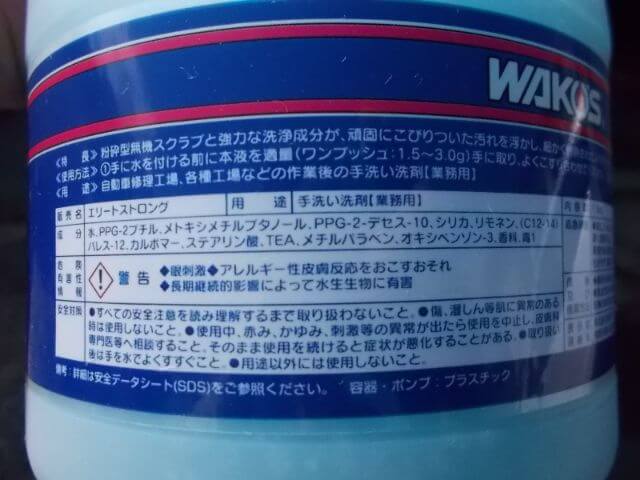 WAKO'S
〈特 長〉粉砕型無機スクラブと強力な洗浄成分が、頑固にこびりついた汚れを浮かし、細かく
〈使用方法〉①手に水を付ける前に本液を適量(ワンプッシュ:1.5〜3.0g)手に取り、よくこすり合わせて
〈用 途〉自動車修理工場、各種工場などの作業後の手洗い洗剤【業務用】
販売名 エリートストロング 用途 手洗い洗剤【業務用】
成分 水、PPG-2ブチル、メトキシメチルブタノール、PPG-2-デセス-10、シリカ、リモネン、(C12-14)
パレス-12、カルボマー、ステアリン酸、TEA、メチルパラベン、オキシベンゾン-3、香料、青1
危険有害性情報 警告 ◆眼刺激◆アレルギー性皮膚反応をおこすおそれ
◆長期継続的影響によって水生生物に有害
安全対策 ●すべての安全注意を読み理解するまで取り扱わないこと。●傷、湿しん等肌に異常のある
時は使用しないこと。●使用中、赤み、かゆみ、刺激等の異常が出たら使用を中止し、皮膚科
専門医等へ相談すること。そのまま使用を続けると症状が悪化することがある。●取り扱い
後は手を水でよくすすぐこと。●用途以外には使用しないこと。
備考:詳細は安全データシート(SDS)をご参照ください。 容器・ポンプ:プラスチック